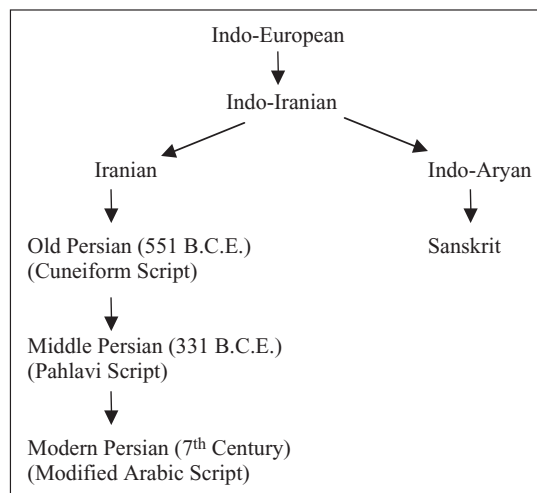 Indo-European
Indo-Iranian
Iranian
Indo-Aryan
Old Persian (551 B.C.E.)
(Cuneiform Script)
Sanskrit
Middle Persian (331 B.C.E.)
(Pahlavi Script)
Modern Persian (7th Century)
(Modified Arabic Script)